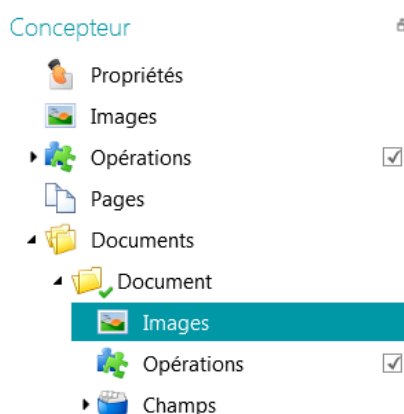 Concepteur
Propriétés
Images
Opérations
Pages
Documents
Document
Images
Opérations
Champs